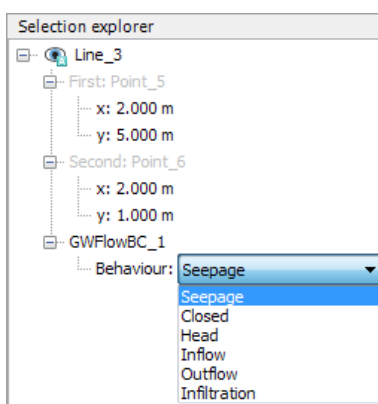 Selection explorer
Line_3
First: Point_5
x: 2.000 m
y: 5.000 m
Second: Point_6
x: 2.000 m
y: 1.000 m
GWFlowBC_1
Behaviour: Seepage
Seepage
Closed
Head
Inflow
Outflow
Infiltration